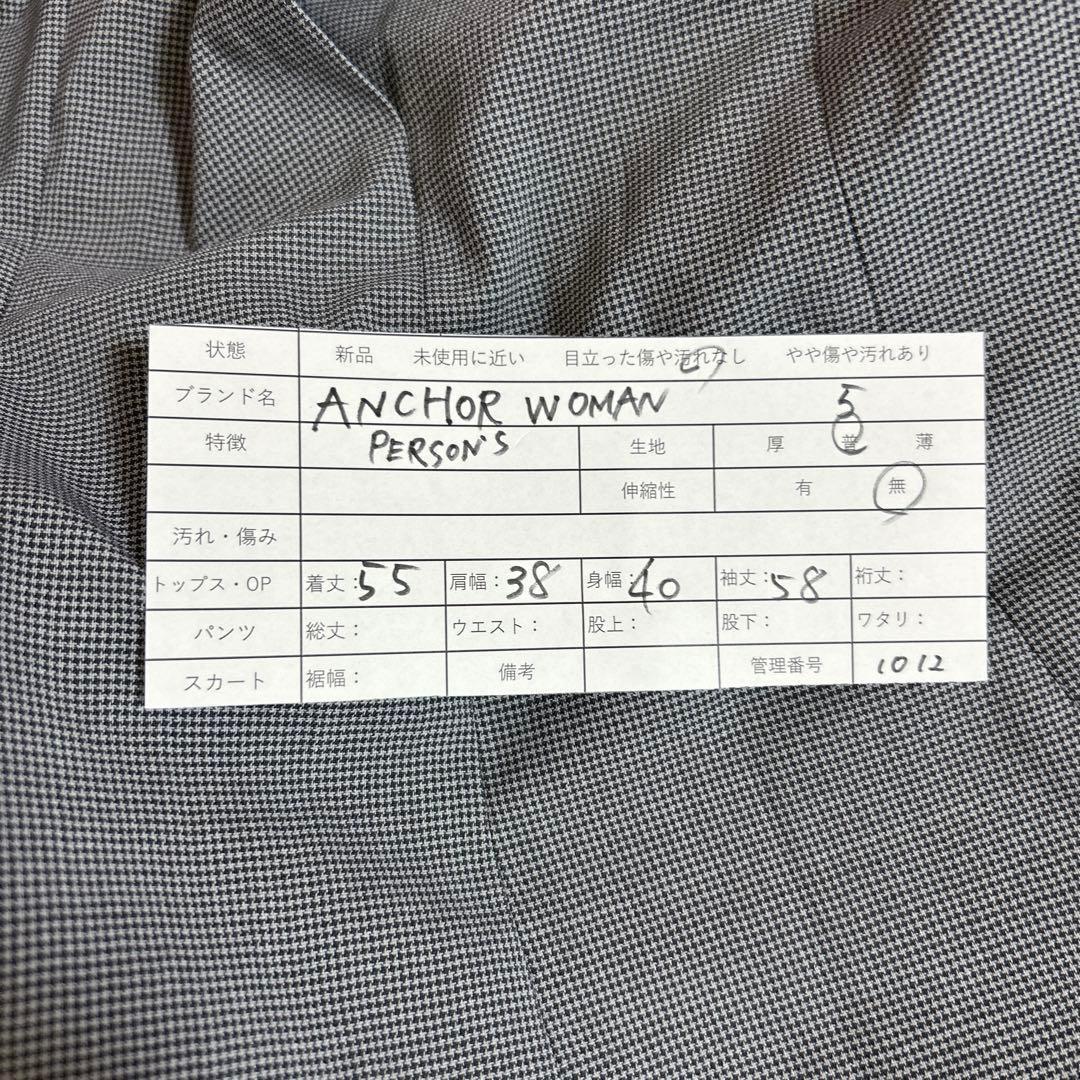 状態 新品 未使用に近い 目立った傷や汚れなし やや傷や汚れあり
ブランド名 ANCHOR WOMAN 5
特徴 PERSON'S 生地 厚 普 薄
伸縮性 有 無
汚れ・傷み
トップス・OP 着丈：55 肩幅：38 身幅：40 袖丈：58 裄丈：
パンツ 総丈： ウエスト： 股上： 股下： ワタリ：
スカート 裾幅： 備考 管理番号 1012